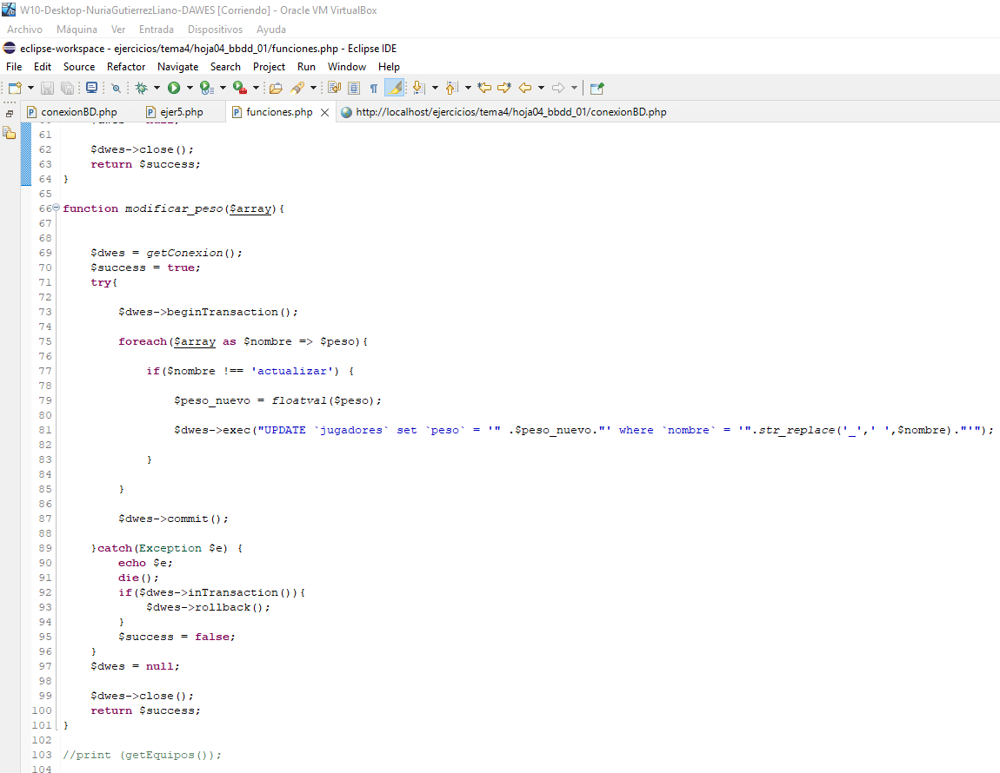 W10-Desktop-NuriaGutierrezLiano-DAWES [Corriendo] - Oracle VM VirtualBox
Archivo Máquina Ver Entrada Dispositivos Ayuda
eclipse-workspace - ejercicios/tema4/hoja04_bbdd_01/funciones.php - Eclipse IDE
File Edit Source Refactor Navigate Search Project Run Window Help
conexionBD.php ejer5.php funciones.php http://localhost/ejercicios/tema4/hoja04_bbdd_01/conexionBD.php
61
62 $dwes->close();
63 return $success;
64 }
65
66 function modificar_peso($array){
67
68
69 $dwes = getConexion();
70 $success = true;
71 try{
72
73 $dwes->beginTransaction();
74
75 foreach($array as $nombre => $peso){
76
77 if($nombre !== 'actualizar') {
78
79 $peso_nuevo = floatval($peso);
80
81 $dwes->exec("UPDATE `jugadores` set `peso` = '" .$peso_nuevo."' where `nombre` = '".str_replace('_',' ',$nombre)."'");
82
83 }
84
85 }
86
87 $dwes->commit();
88
89 }catch(Exception $e) {
90 echo $e;
91 die();
92 if($dwes->inTransaction()){
93 $dwes->rollback();
94 }
95 $success = false;
96 }
97 $dwes = null;
98
99 $dwes->close();
100 return $success;
101 }
102
103 //print (getEquipos());
104